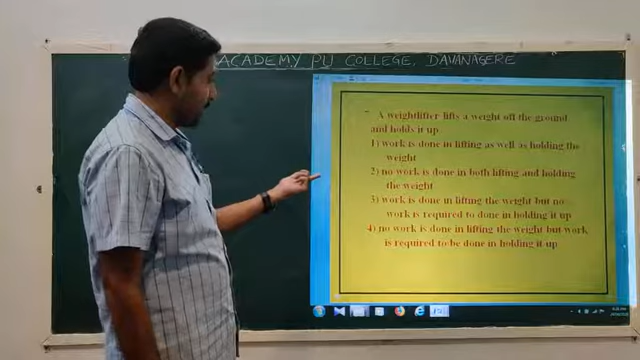 ACADEMY PU COLLEGE, DAVANAGERE
A weightlifter lifts a weight off the ground
and holds it up
1) work is done in lifting as well as holding the
weight
2) no work is done in both lifting and holding
the weight
3) work is done in lifting the weight but no
work is required to done in holding it up
4) no work is done in lifting the weight but work
is required to be done in holding it up